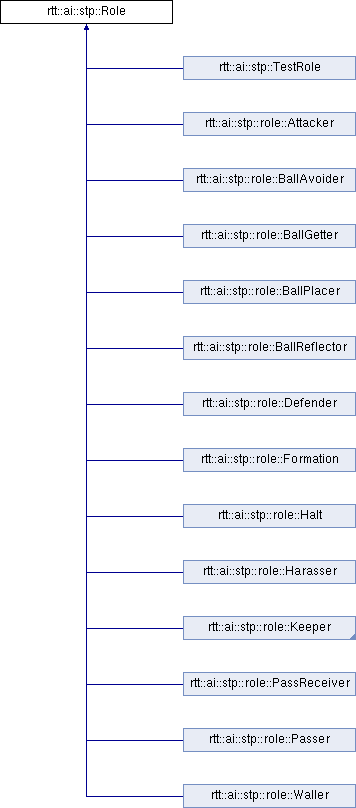 rtt::ai::stp::Role
rtt::ai::stp::TestRole
rtt::ai::stp::role::Attacker
rtt::ai::stp::role::BallAvoider
rtt::ai::stp::role::BallGetter
rtt::ai::stp::role::BallPlacer
rtt::ai::stp::role::BallReflector
rtt::ai::stp::role::Defender
rtt::ai::stp::role::Formation
rtt::ai::stp::role::Halt
rtt::ai::stp::role::Harasser
rtt::ai::stp::role::Keeper
rtt::ai::stp::role::PassReceiver
rtt::ai::stp::role::Passer
rtt::ai::stp::role::Waller